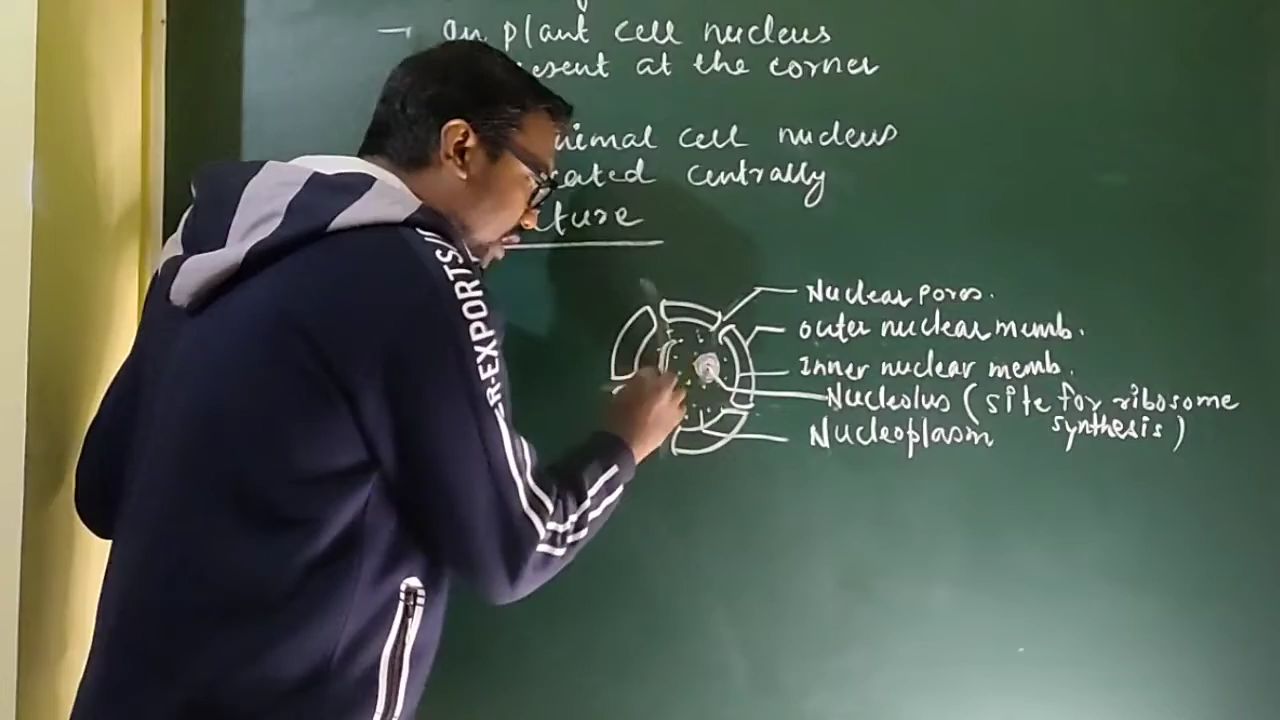 → In plant cell nucleus
esent at the corner
nimal cell nucleus
cated centrally
ture
Nuclear pores.
outer nuclear memb.
Inner nuclear memb.
Nucleolus (site for ribosome
synthesis)
Nucleoplasm
R-EXPORTS//